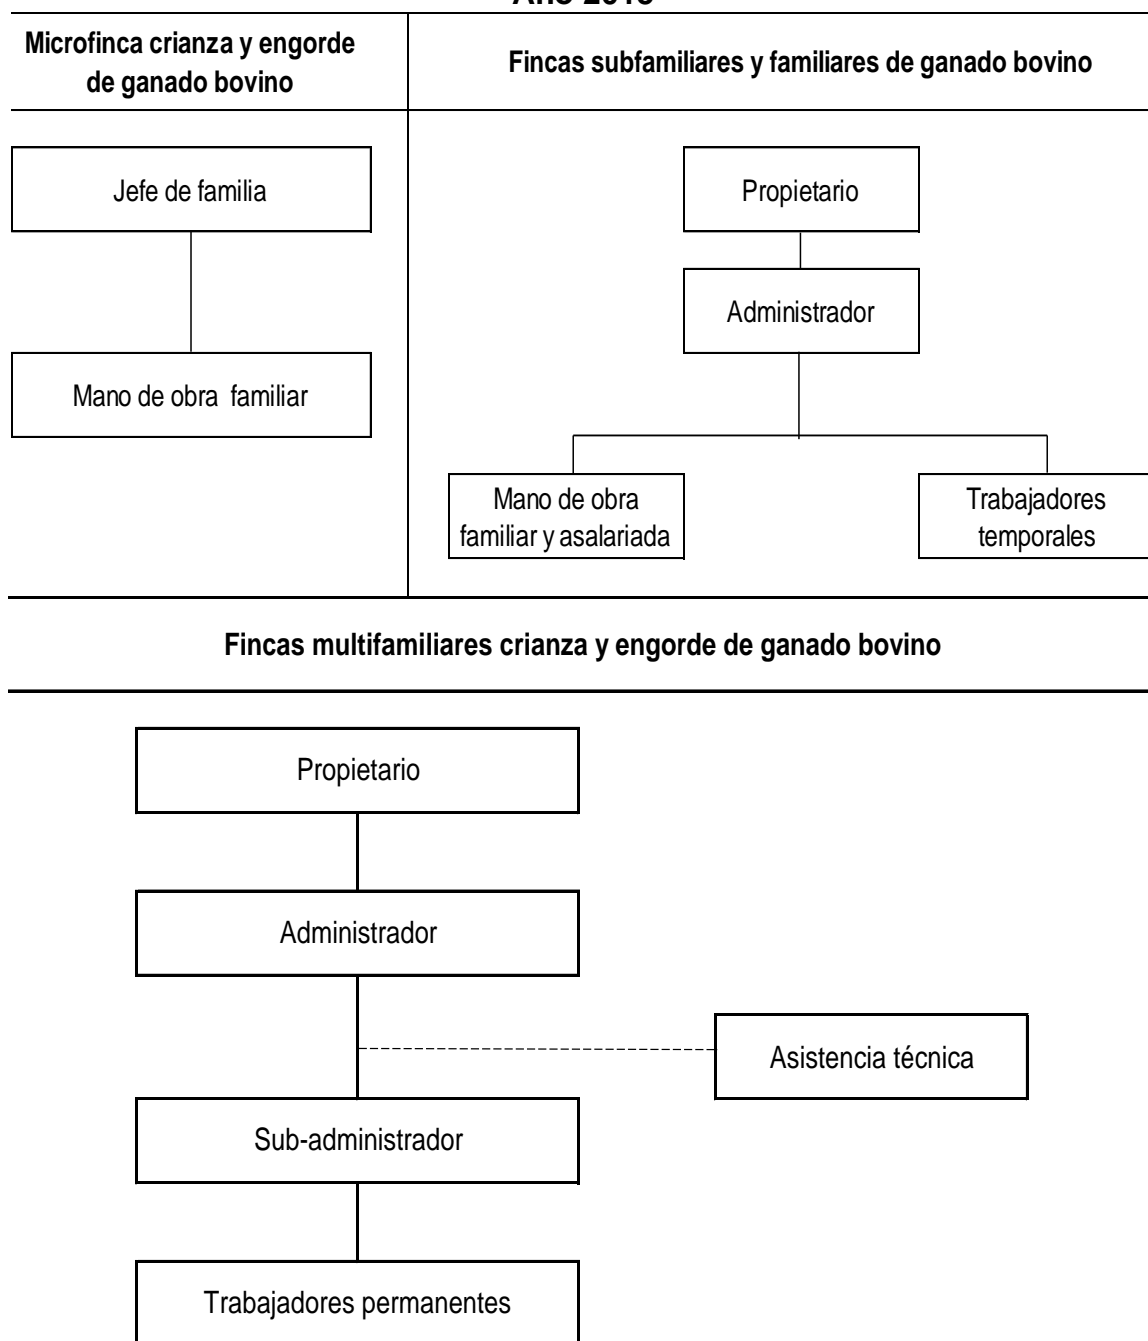 Microfinca crianza y engorde
de ganado bovino
Fincas subfamiliares y familiares de ganado bovino
Jefe de familia
Propietario
Administrador
Mano de obra familiar
Mano de obra
familiar y asalariada
Trabajadores
temporales
Fincas multifamiliares crianza y engorde de ganado bovino
Propietario
Administrador
Asistencia técnica
Sub-administrador
Trabajadores permanentes